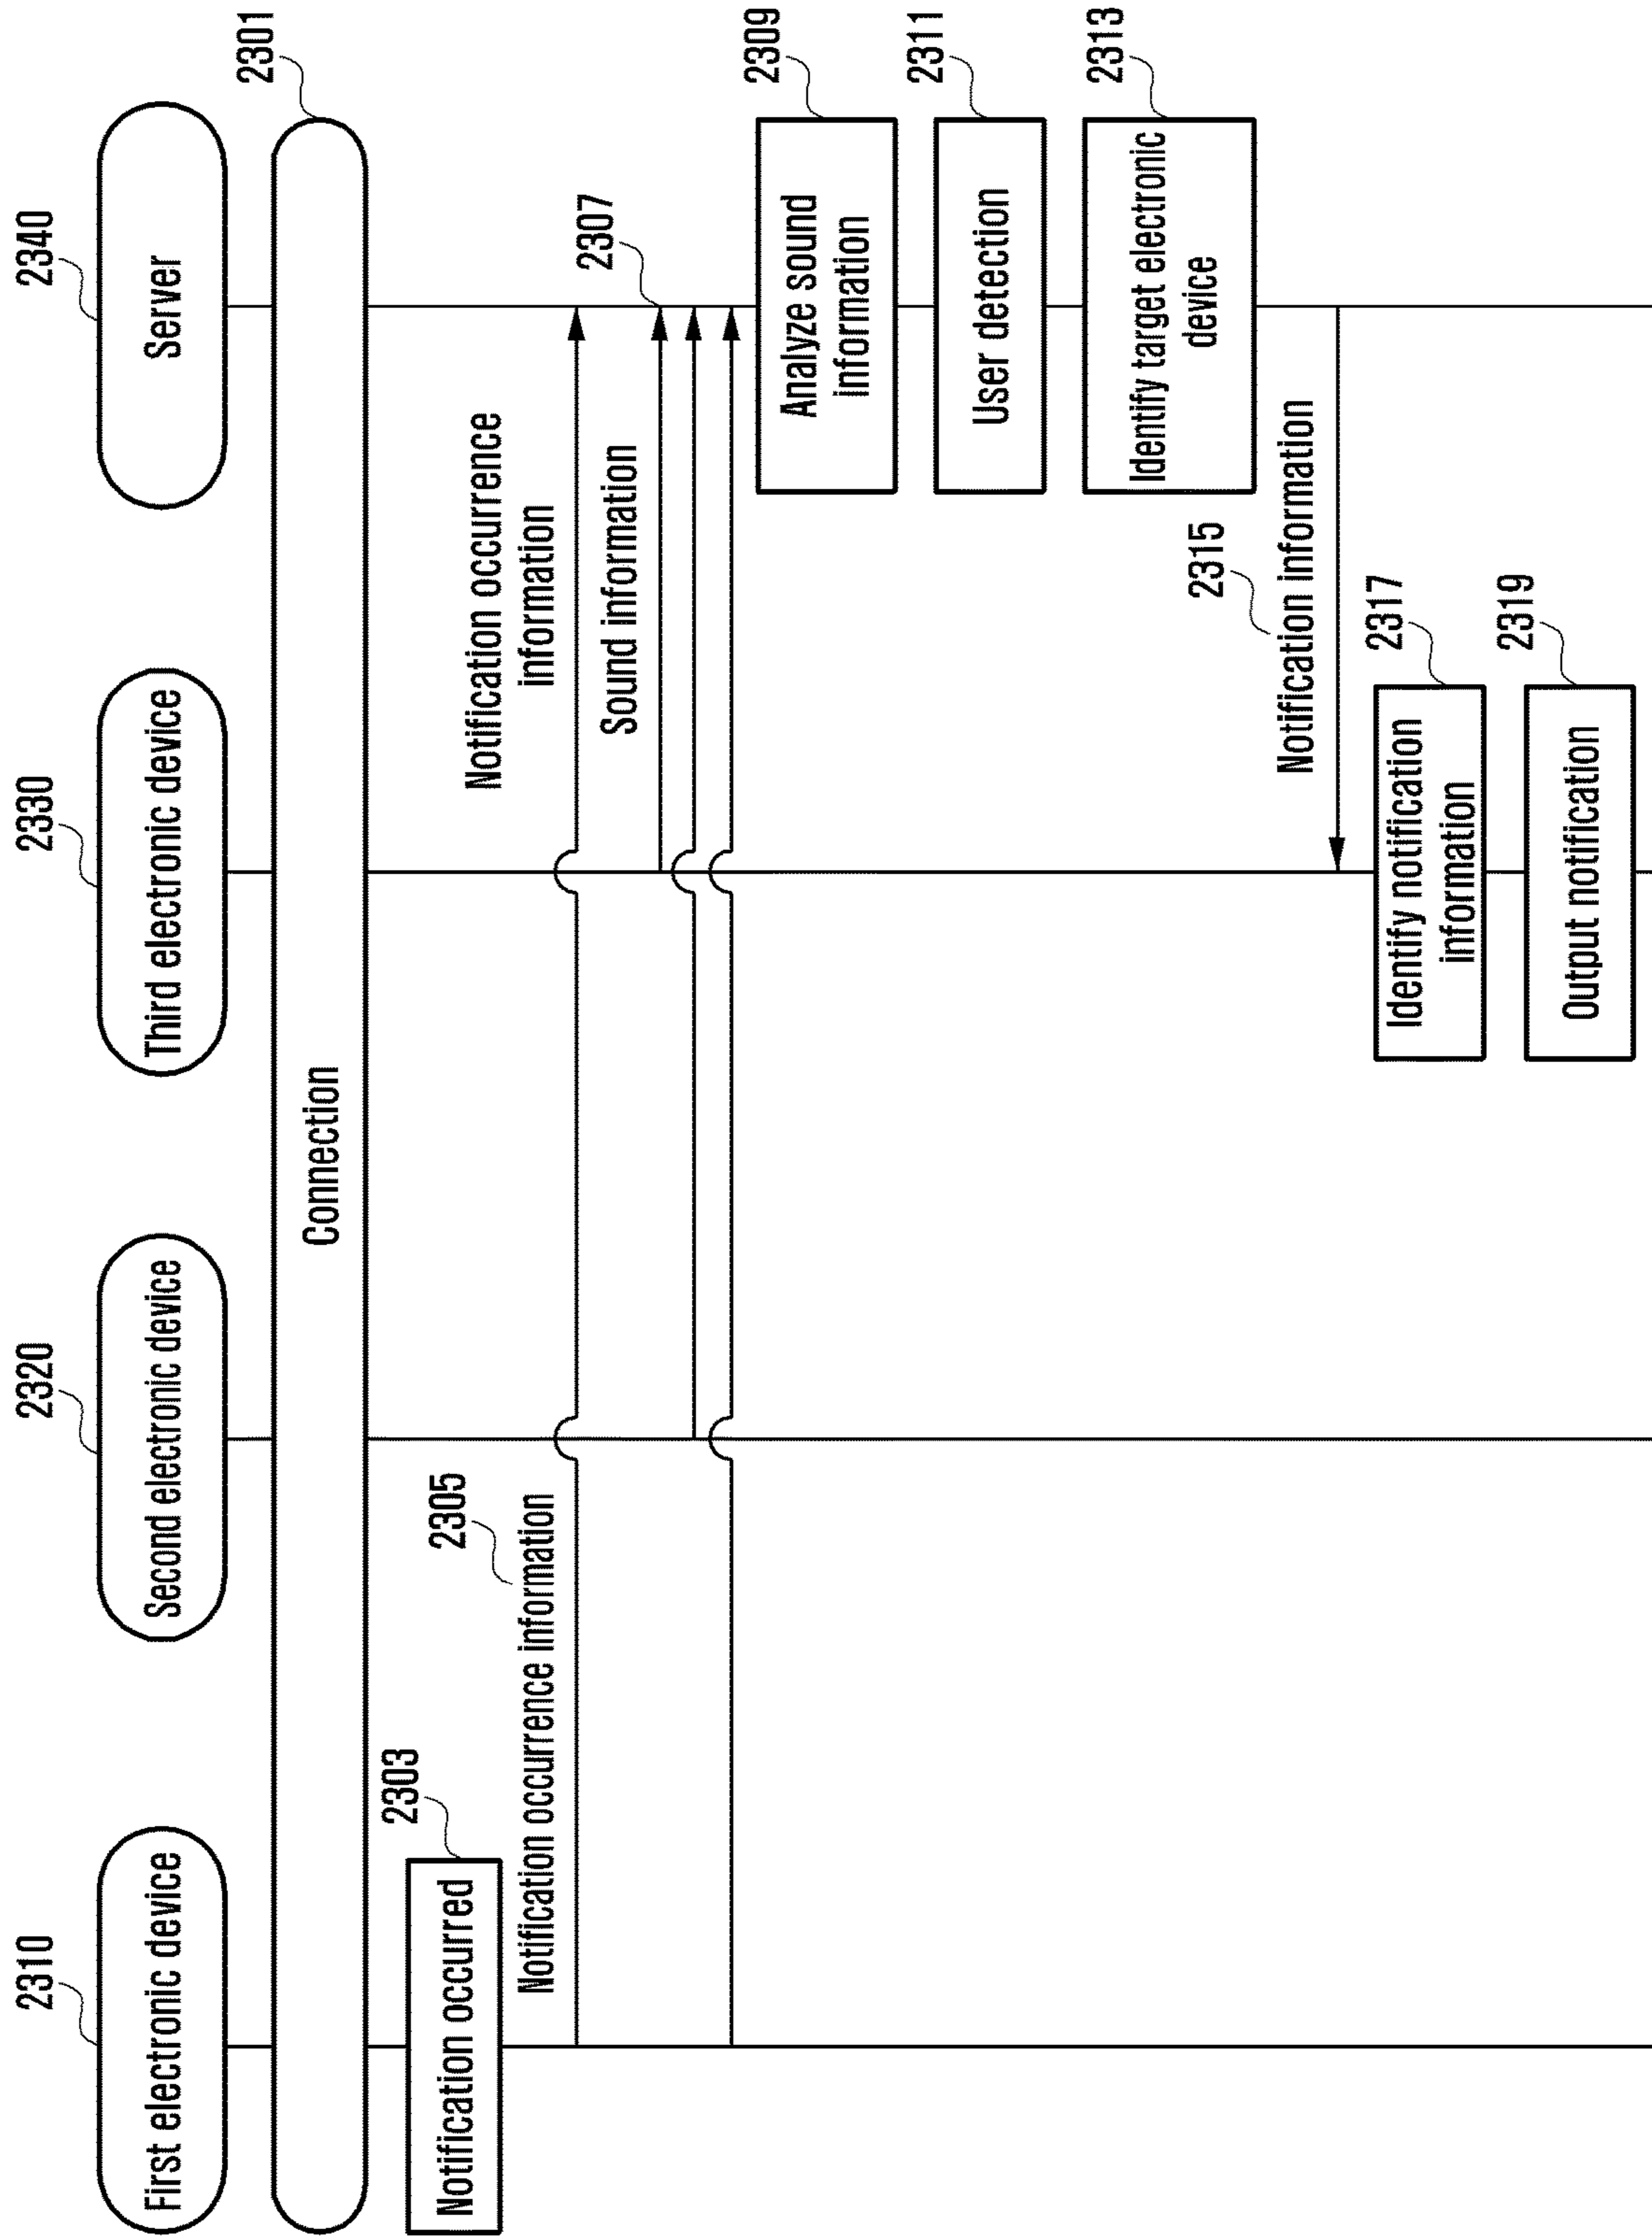 2310
2320
2330
2340
First electronic device
Second electronic device
Third electronic device
Server
2301
Connection
2303
Notification occurred
2305
Notification occurrence information
Notification occurrence
information
Sound information
2307
2309
Analyze sound
information
2311
User detection
2313
Identify target electronic
device
2315
Notification information
2317
Identify notification
information
2319
Output notification